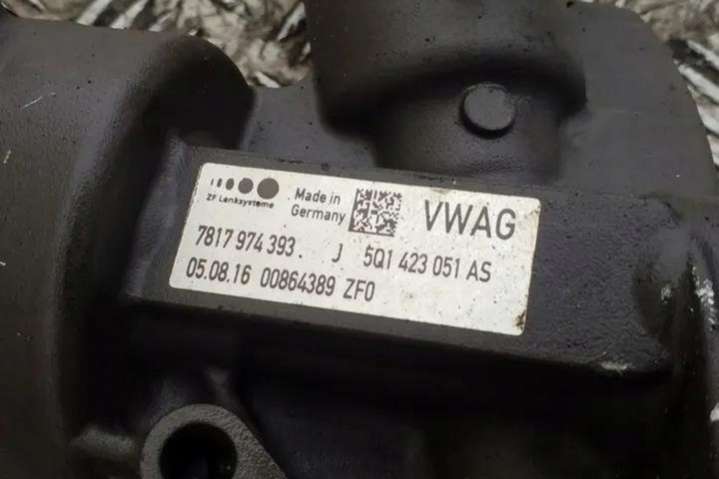 ZF Lenksysteme
Made in
Germany
VWAG
7817 974 393. J 5Q1 423 051 AS
05.08.16 00864389 ZF0